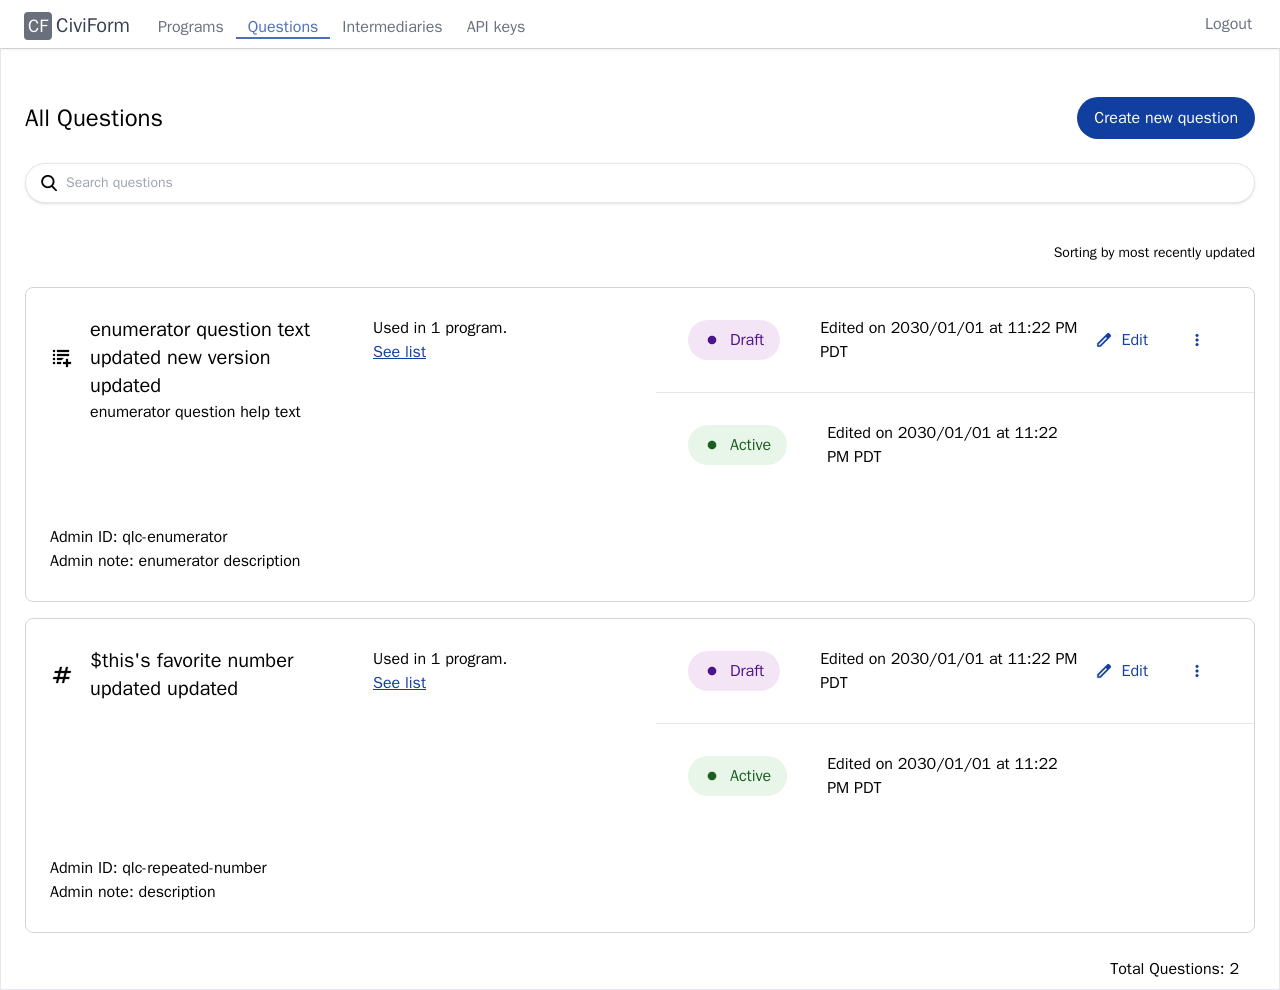 CF CiviForm Programs Questions Intermediaries API keys Logout
All Questions
Create new question
Search questions
Sorting by most recently updated
enumerator question text
updated new version
updated
enumerator question help text
Used in 1 program.
See list
Draft
Edited on 2030/01/01 at 11:22 PM
PDT
Edit
Active
Edited on 2030/01/01 at 11:22
PM PDT
Admin ID: qlc-enumerator
Admin note: enumerator description
$this's favorite number
updated updated
Used in 1 program.
See list
Draft
Edited on 2030/01/01 at 11:22 PM
PDT
Edit
Active
Edited on 2030/01/01 at 11:22
PM PDT
Admin ID: qlc-repeated-number
Admin note: description
Total Questions: 2